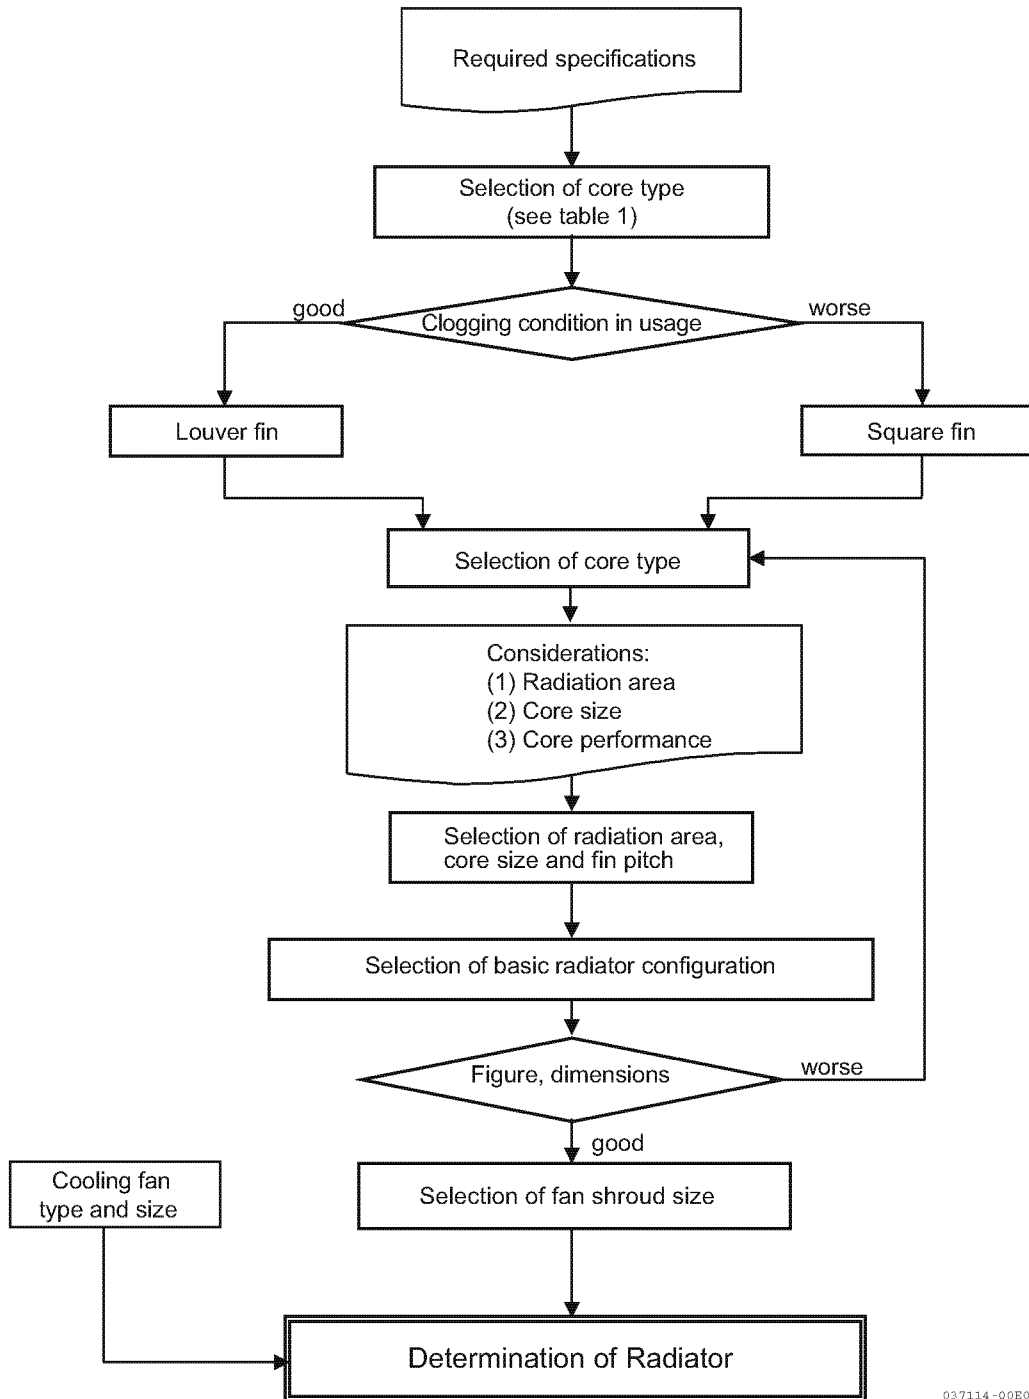 Required specifications
Selection of core type
(see table 1)
good
worse
Clogging condition in usage
Louver fin
Square fin
Selection of core type
Considerations:
(1) Radiation area
(2) Core size
(3) Core performance
Selection of radiation area,
core size and fin pitch
Selection of basic radiator configuration
Figure, dimensions
worse
good
Cooling fan
type and size
Selection of fan shroud size
Determination of Radiator